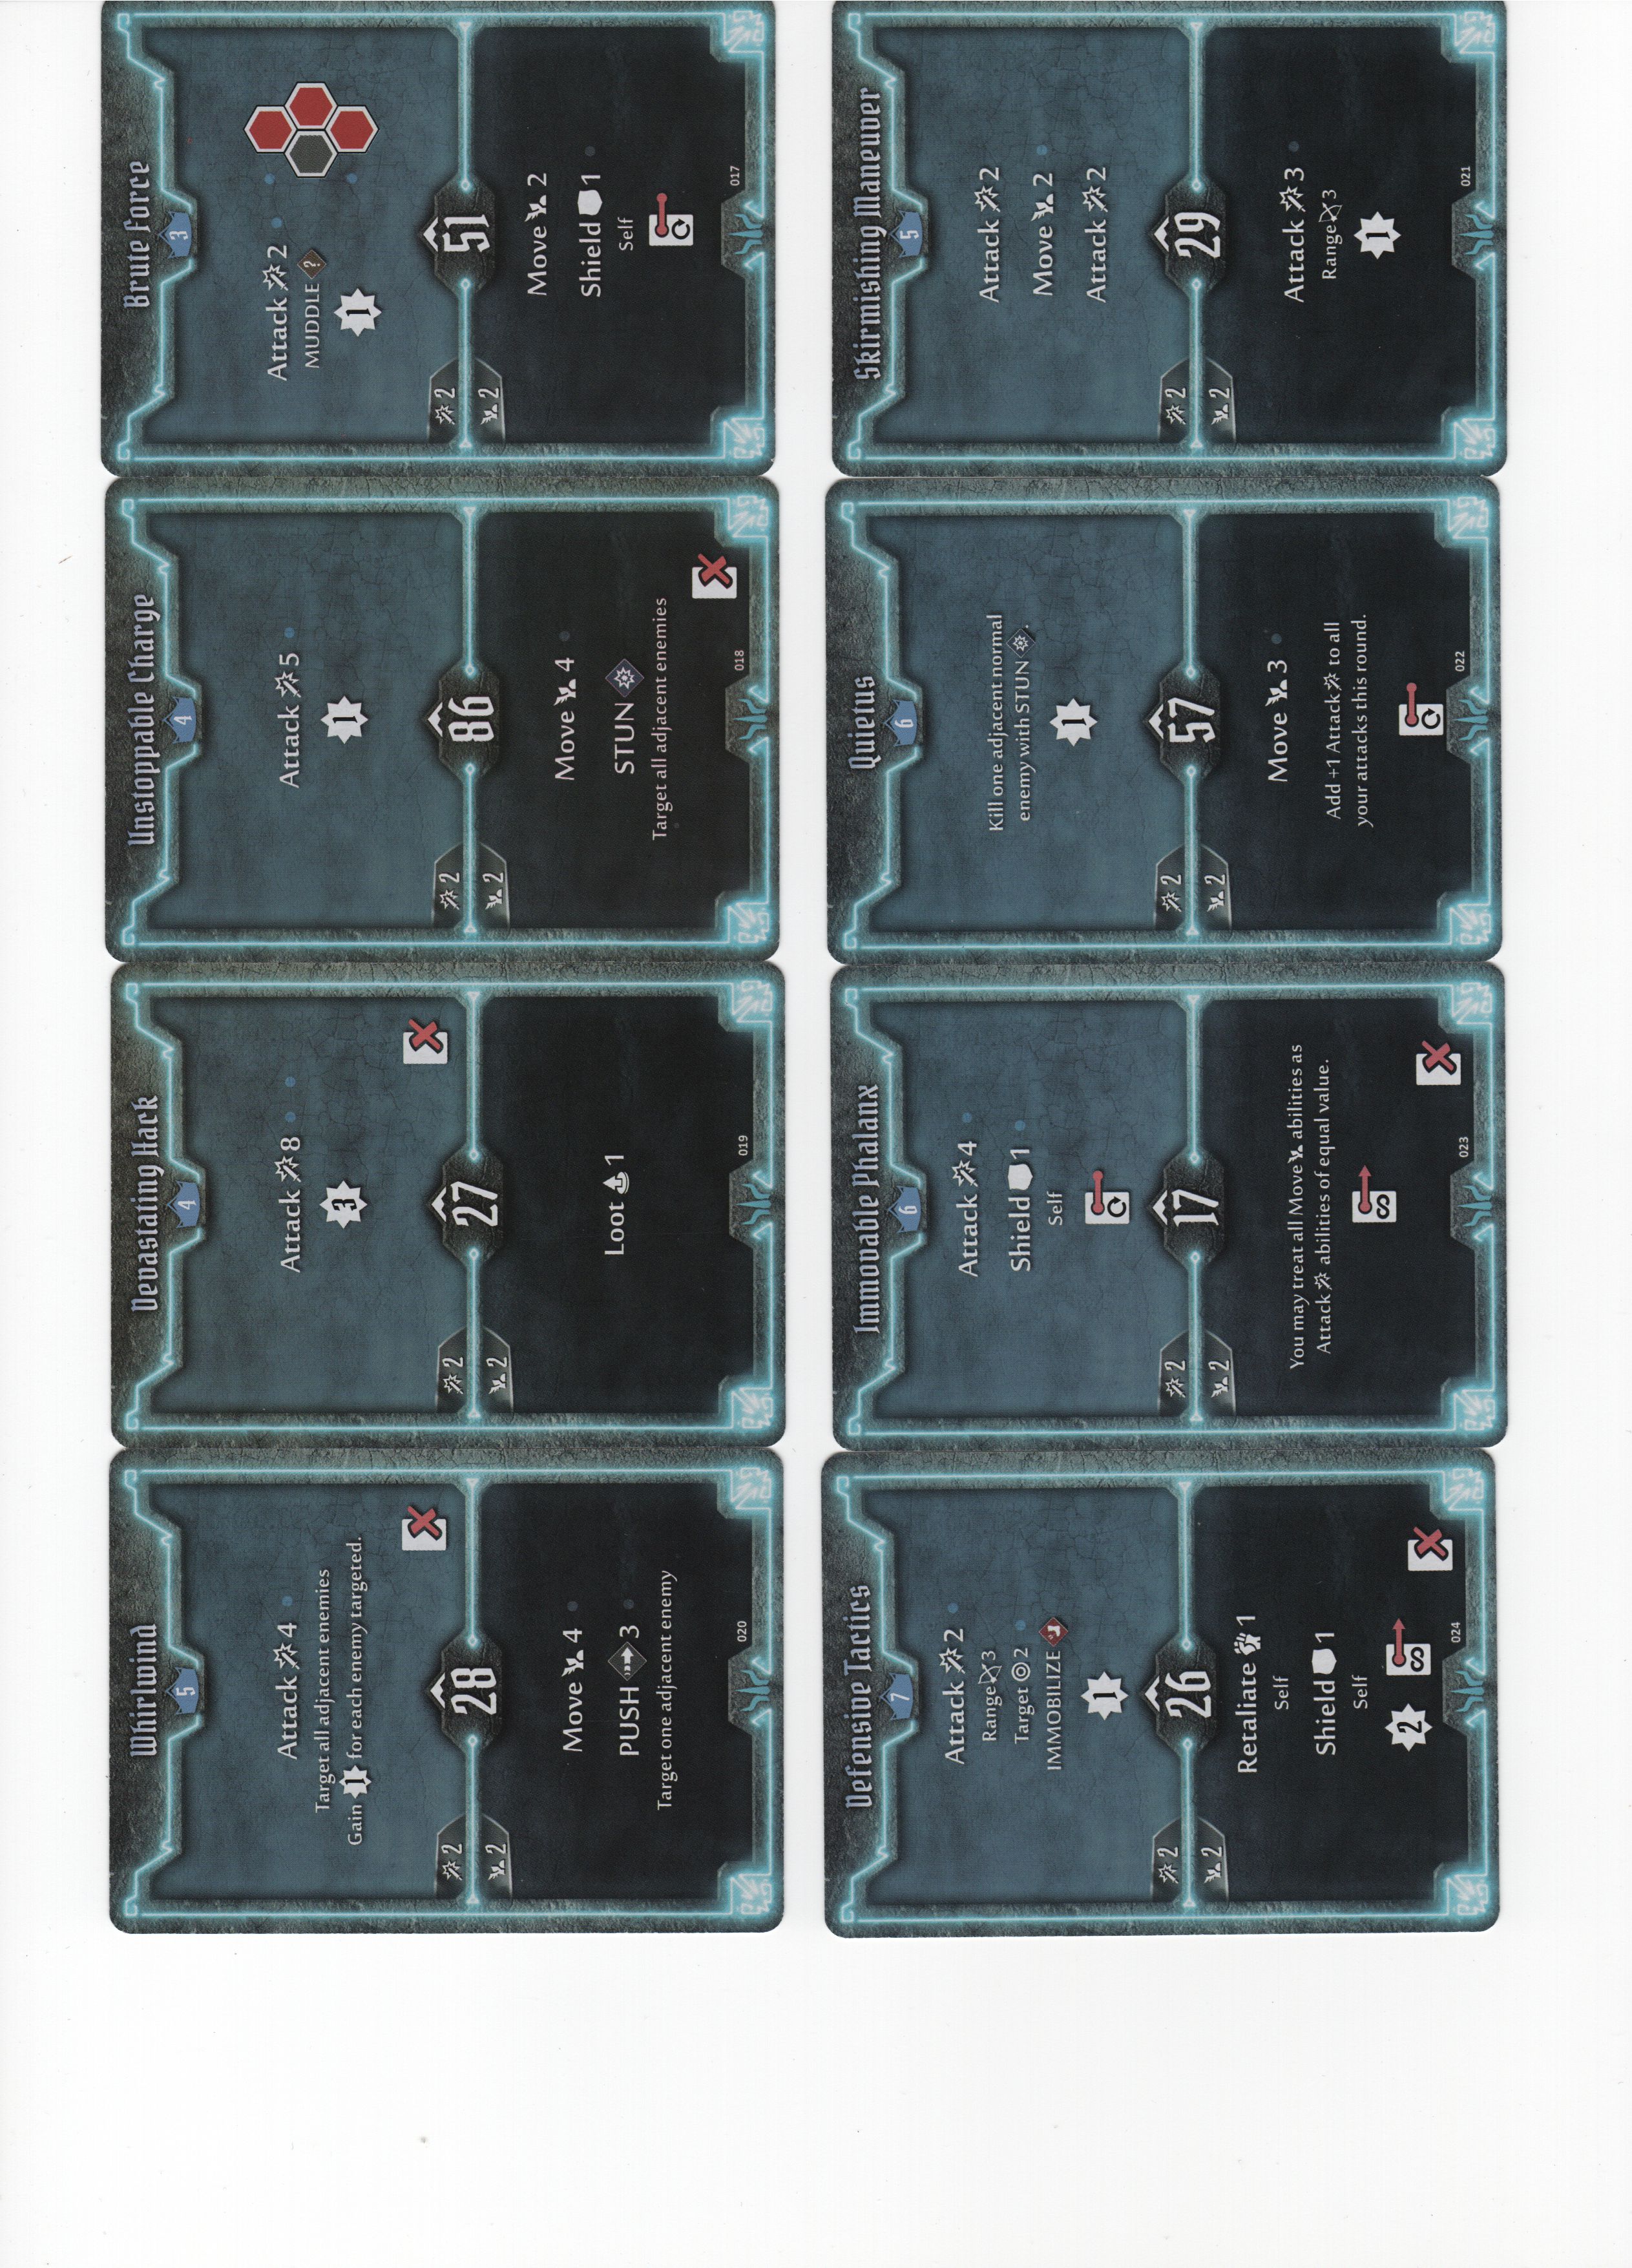 Whirlwind
5
Attack 4
Target all adjacent enemies
Gain 1 for each enemy targeted.
2
28
2
Move 4
PUSH 3
Target one adjacent enemy
020
Devastating Hack
4
Attack 8
3
2
27
2
Loot 1
019
Unstoppable Charge
4
Attack 5
1
2
86
2
Move 4
STUN
Target all adjacent enemies
018
Brute Force
3
Attack 2
MUDDLE ?
1
2
51
2
Move 2
Shield 1
Self
017
Defensive Tactics
7
Attack 2
Range 3
Target 2
IMMOBILIZE
1
2
26
2
Retaliate 1
Self
Shield 1
Self
2
024
Immovable Phalanx
6
Attack 4
Shield 1
Self
2
17
2
You may treat all Move abilities as
Attack abilities of equal value.
023
Quietus
6
Kill one adjacent normal
enemy with STUN .
1
2
57
2
Move 3
Add +1 Attack to all
your attacks this round.
022
Skirmishing Maneuver
5
Attack 2
Move 2
Attack 2
2
29
2
Attack 3
Range 3
1
021